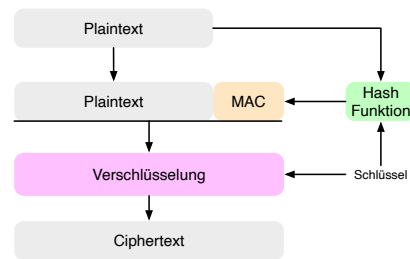 Plaintext
Plaintext
MAC
Hash
Funktion
Verschlüsselung
Schlüssel
Ciphertext